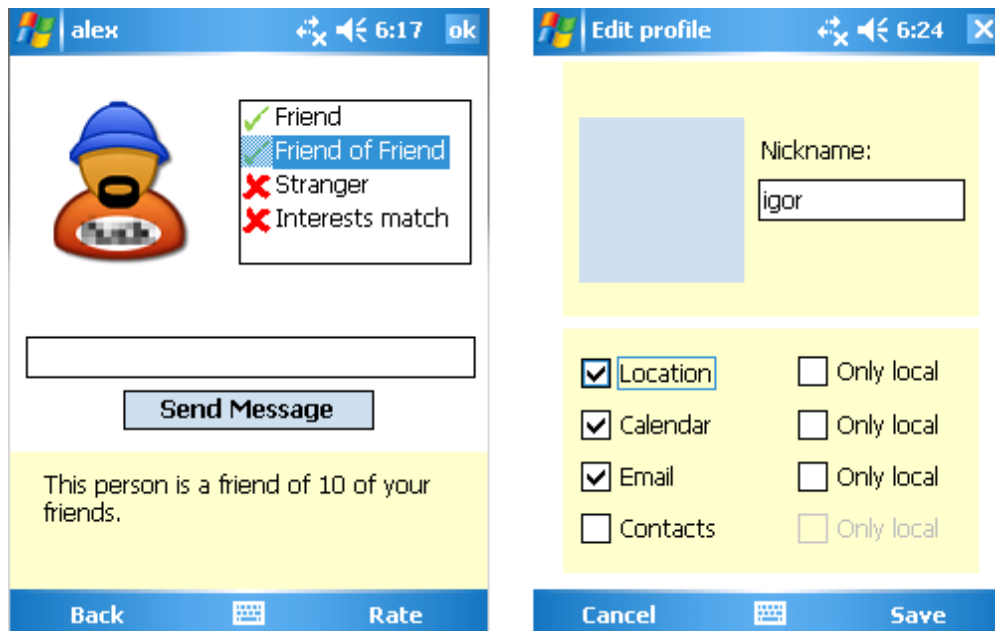 alex 6:17 ok
Friend
Friend of Friend
Stranger
Interests match
Send Message
This person is a friend of 10 of your
friends.
Back Rate
Edit profile 6:24
Nickname:
igor
Location Only local
Calendar Only local
Email Only local
Contacts Only local
Cancel Save